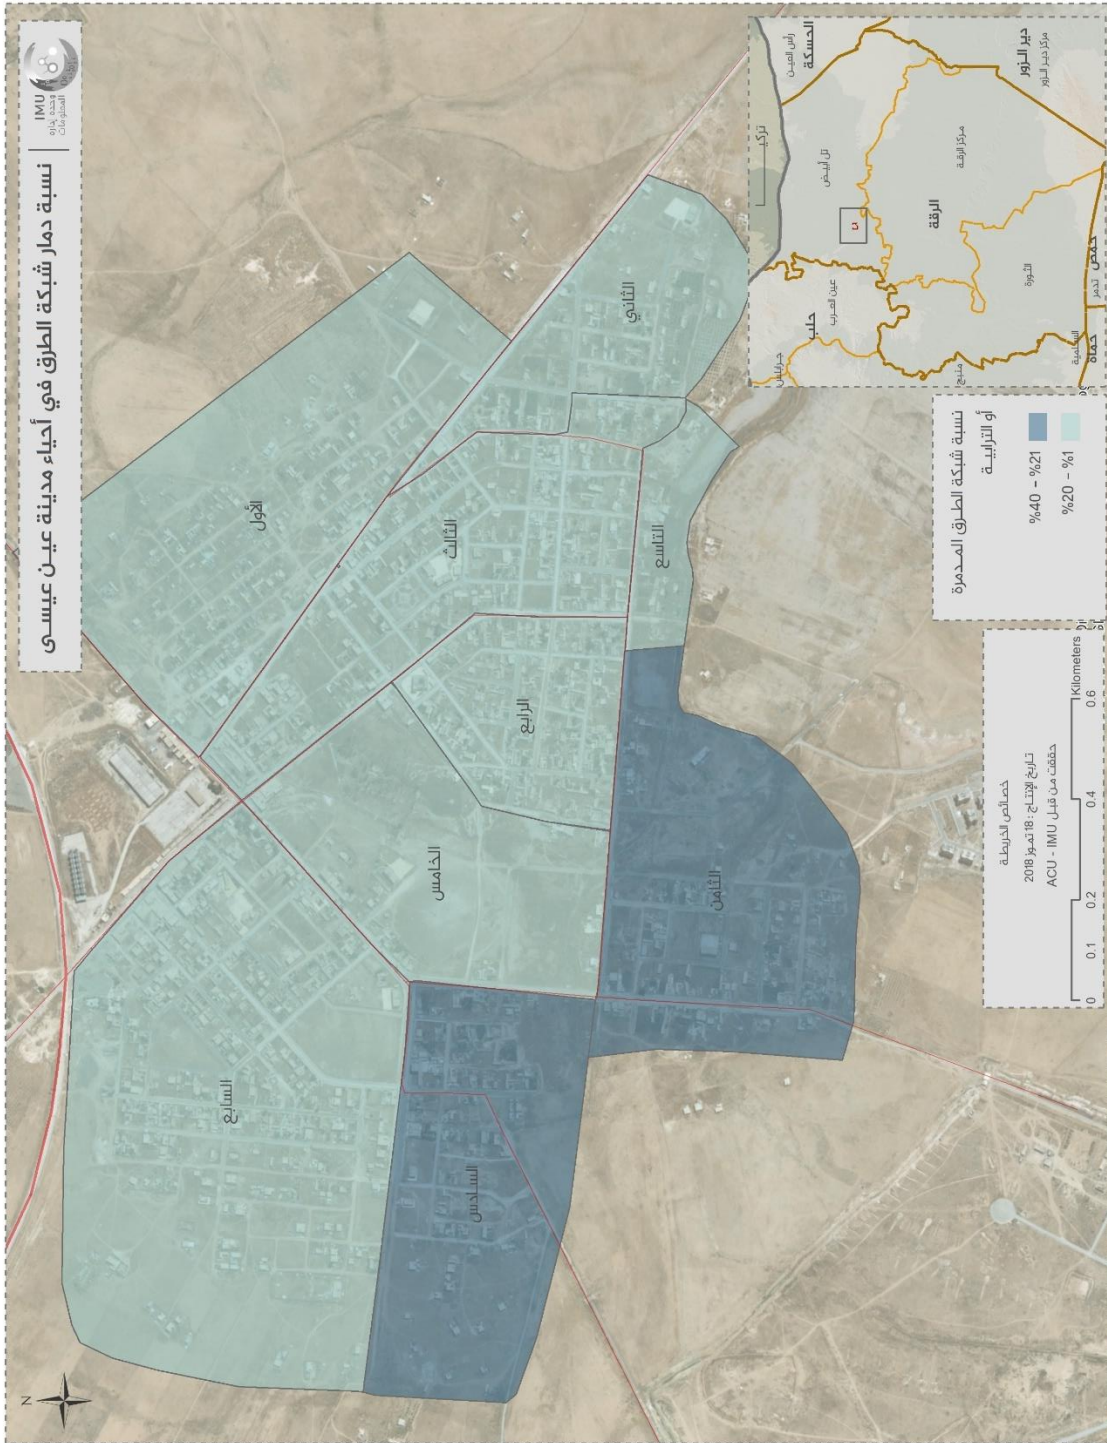 نسبة دمار شبكة الطرق في أحياء مدينة عين عيسى
IMU
وحدة إدارة
المعلومات
N
السابع
السادس
الخامس
الأول
الثالث
الرابع
الثامن
التاسع
الثاني
خصائص الخريطة
تاريخ الإنتاج: 18 تموز 2018
حققت من قبل ACU - IMU
0 0.1 0.2 0.4 0.6
Kilometers
نسبة شبكة الطرق المدمرة
أو الترابية
%40 - %21
%20 - %1
تركيا
الحسكة
رأس العين
تل أبيض
عين العرب
حلب
جرابلس
منبج
الرقة
مركز الرقة
الثورة
دير الزور
مركز دير الزور
حمص
تدمر
السلمية
حماة